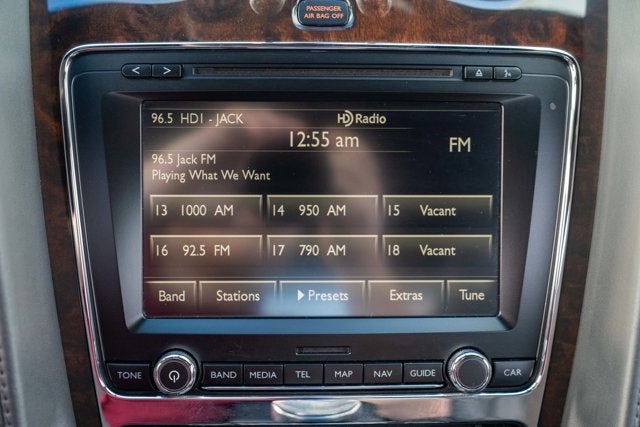 PASSENGER
AIR BAG OFF
< >
96.5 HD1 - JACK HD Radio
12:55 am
FM
96.5 Jack FM
Playing What We Want
13 1000 AM 14 950 AM 15 Vacant
16 92.5 FM 17 790 AM 18 Vacant
Band Stations Presets Extras Tune
TONE BAND MEDIA TEL MAP NAV GUIDE CAR